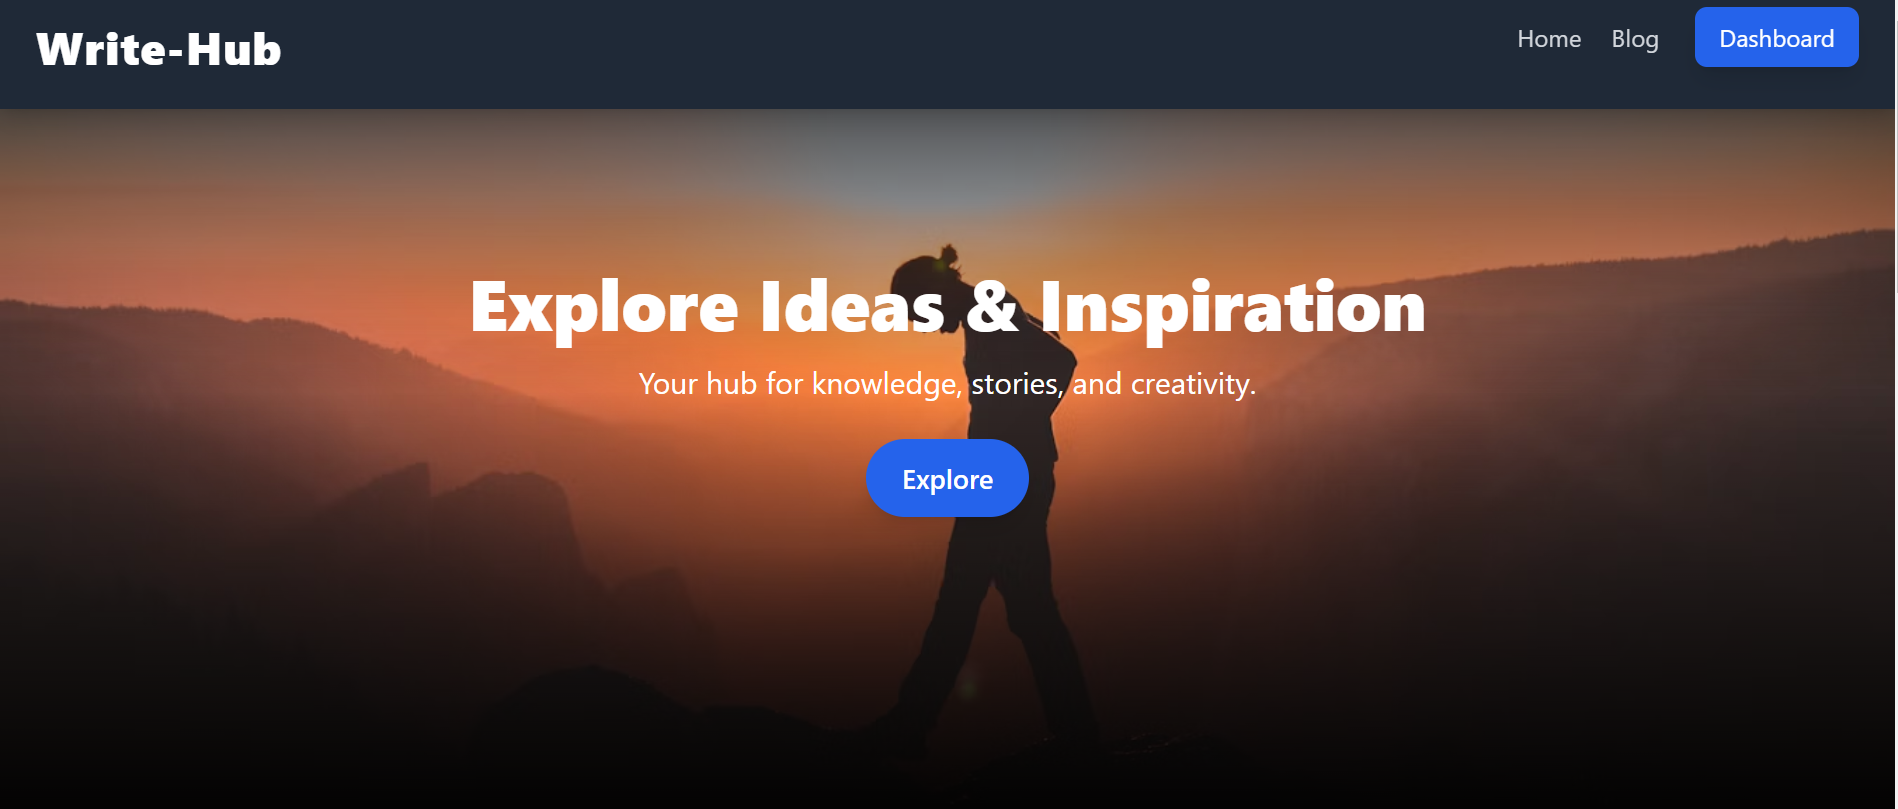 Write-Hub
Home Blog Dashboard
Explore Ideas & Inspiration
Your hub for knowledge, stories, and creativity.
Explore